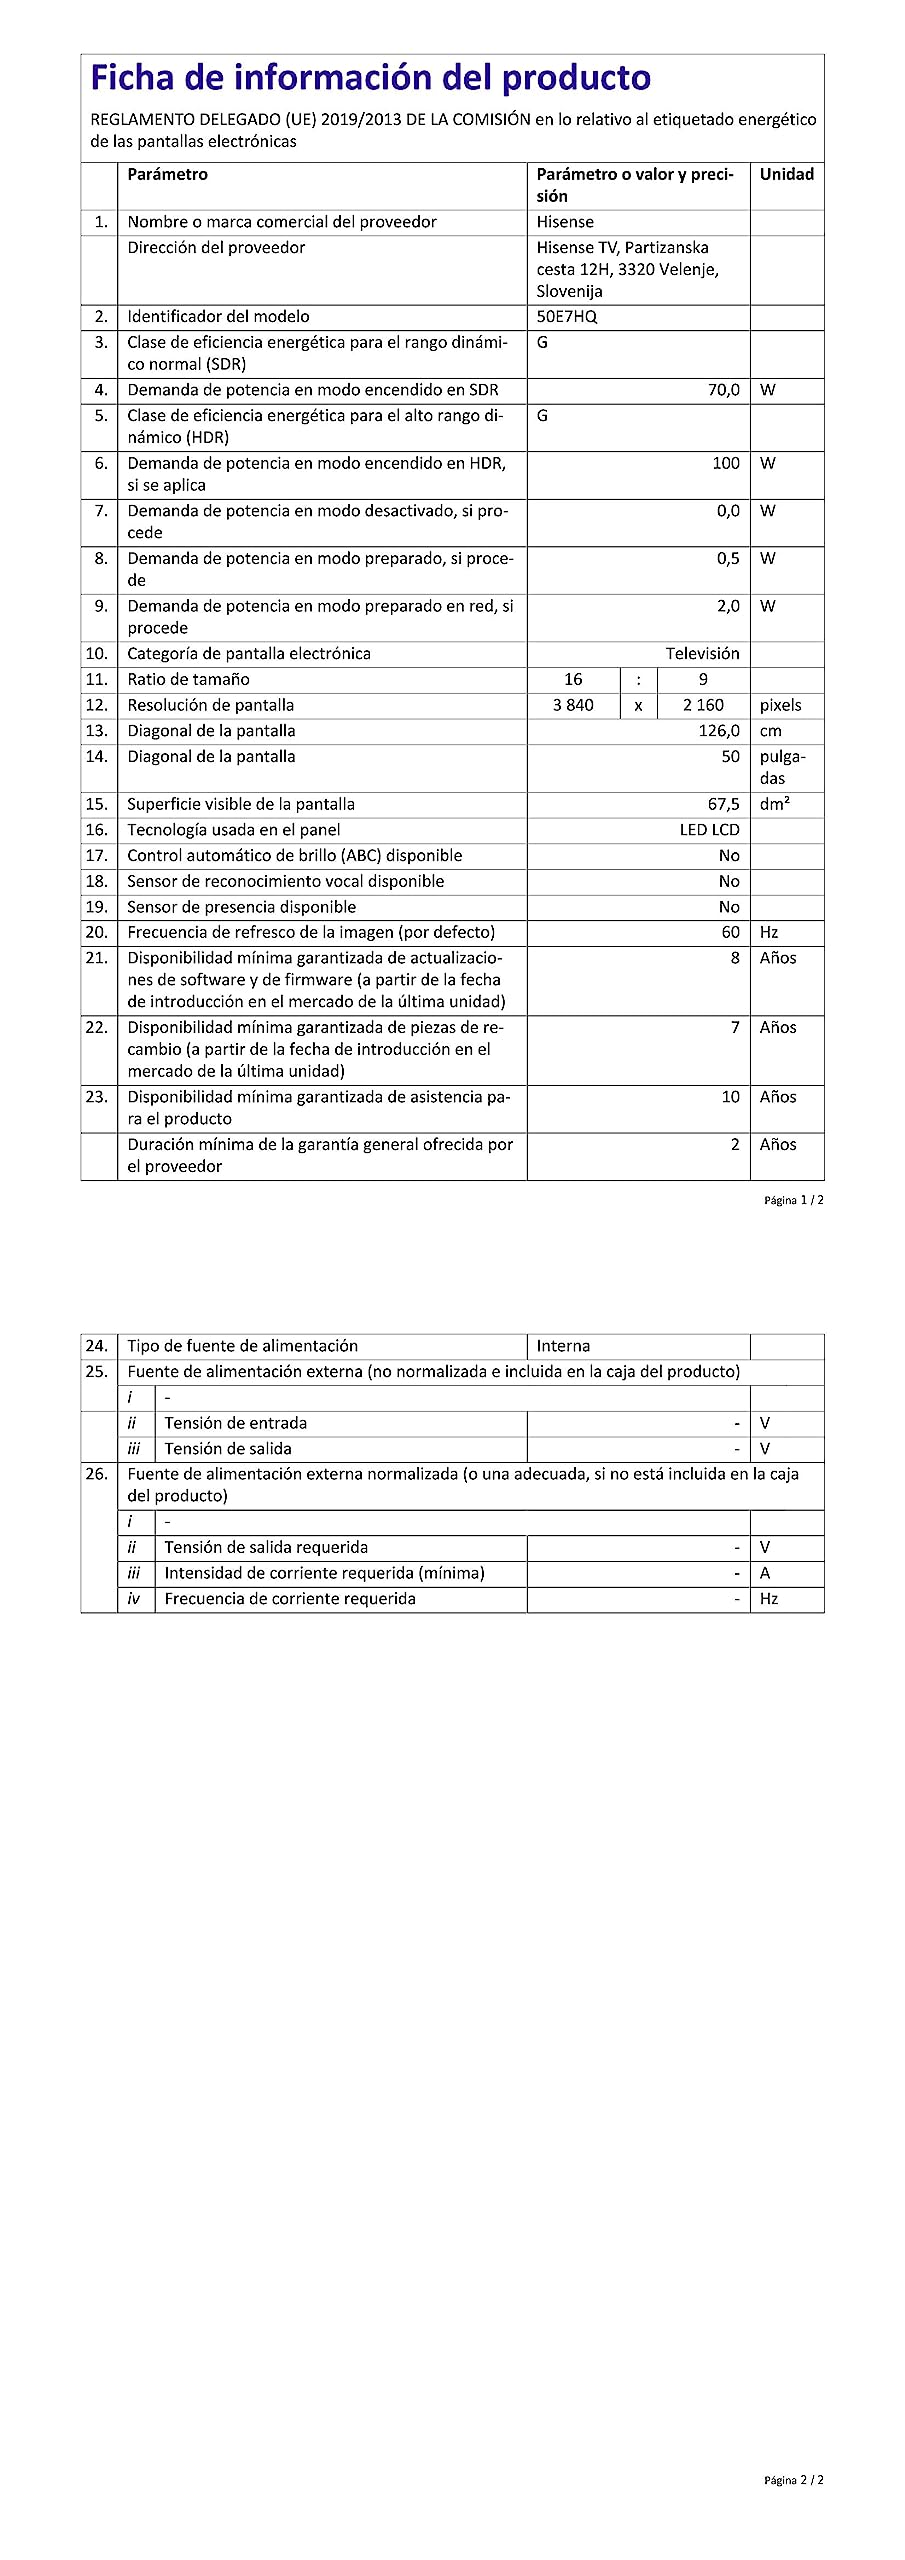 Ficha de información del producto
REGLAMENTO DELEGADO (UE) 2019/2013 DE LA COMISIÓN en lo relativo al etiquetado energético
de las pantallas electrónicas
Parámetro Parámetro o valor y preci- Unidad
sión
1. Nombre o marca comercial del proveedor Hisense
Dirección del proveedor Hisense TV, Partizanska
cesta 12H, 3320 Velenje,
Slovenija
2. Identificador del modelo 50E7HQ
3. Clase de eficiencia energética para el rango dinámi- G
co normal (SDR)
4. Demanda de potencia en modo encendido en SDR 70,0 W
5. Clase de eficiencia energética para el alto rango di- G
námico (HDR)
6. Demanda de potencia en modo encendido en HDR, 100 W
si se aplica
7. Demanda de potencia en modo desactivado, si pro- 0,0 W
cede
8. Demanda de potencia en modo preparado, si proce- 0,5 W
de
9. Demanda de potencia en modo preparado en red, si 2,0 W
procede
10. Categoría de pantalla electrónica Televisión
11. Ratio de tamaño 16 : 9
12. Resolución de pantalla 3 840 x 2 160 pixels
13. Diagonal de la pantalla 126,0 cm
14. Diagonal de la pantalla 50 pulga-
das
15. Superficie visible de la pantalla 67,5 dm²
16. Tecnología usada en el panel LED LCD
17. Control automático de brillo (ABC) disponible No
18. Sensor de reconocimiento vocal disponible No
19. Sensor de presencia disponible No
20. Frecuencia de refresco de la imagen (por defecto) 60 Hz
21. Disponibilidad mínima garantizada de actualizacio- 8 Años
nes de software y de firmware (a partir de la fecha
de introducción en el mercado de la última unidad)
22. Disponibilidad mínima garantizada de piezas de re- 7 Años
cambio (a partir de la fecha de introducción en el
mercado de la última unidad)
23. Disponibilidad mínima garantizada de asistencia pa- 10 Años
ra el producto
Duración mínima de la garantía general ofrecida por 2 Años
el proveedor
Página 1 / 2
24. Tipo de fuente de alimentación Interna
25. Fuente de alimentación externa (no normalizada e incluida en la caja del producto)
i -
ii Tensión de entrada - V
iii Tensión de salida - V
26. Fuente de alimentación externa normalizada (o una adecuada, si no está incluida en la caja
del producto)
i -
ii Tensión de salida requerida - V
iii Intensidad de corriente requerida (mínima) - A
iv Frecuencia de corriente requerida - Hz
Página 2 / 2